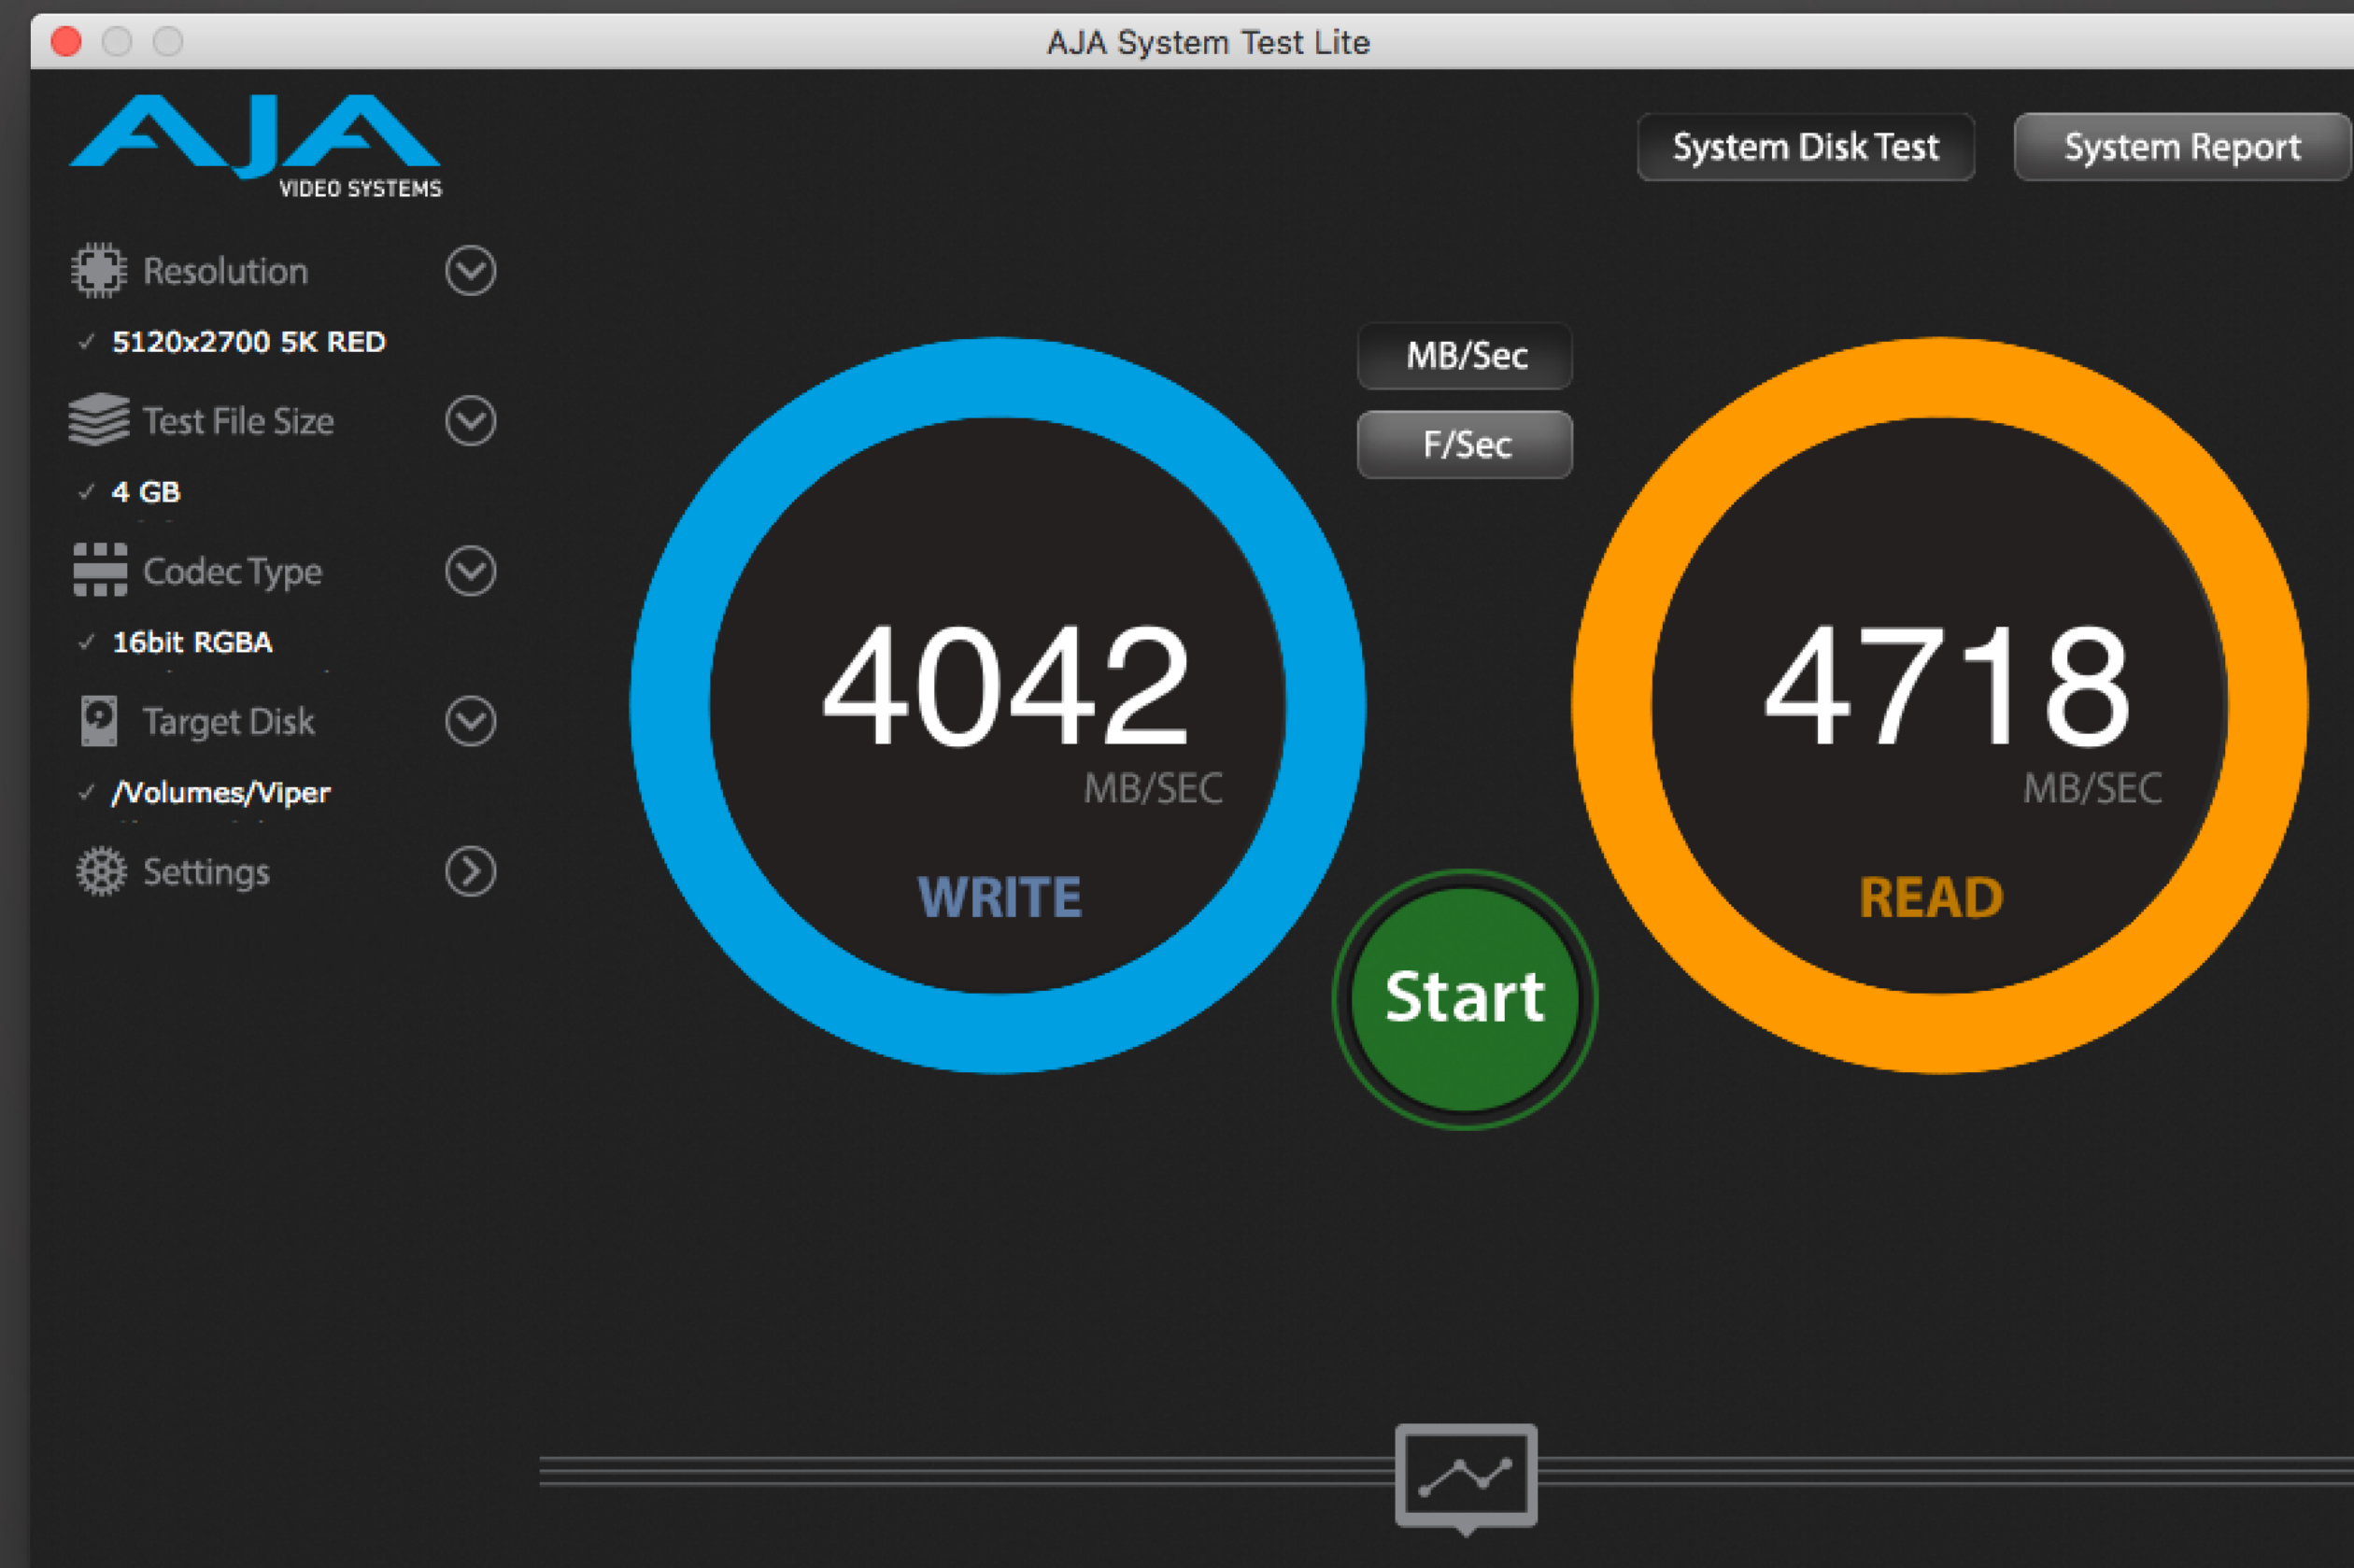 AJA System Test Lite
AJA
VIDEO SYSTEMS
System Disk Test
System Report
Resolution
5120x2700 5K RED
Test File Size
4 GB
Codec Type
16bit RGBA
Target Disk
/Volumes/Viper
Settings
MB/Sec
F/Sec
4042
MB/SEC
WRITE
4718
MB/SEC
READ
Start